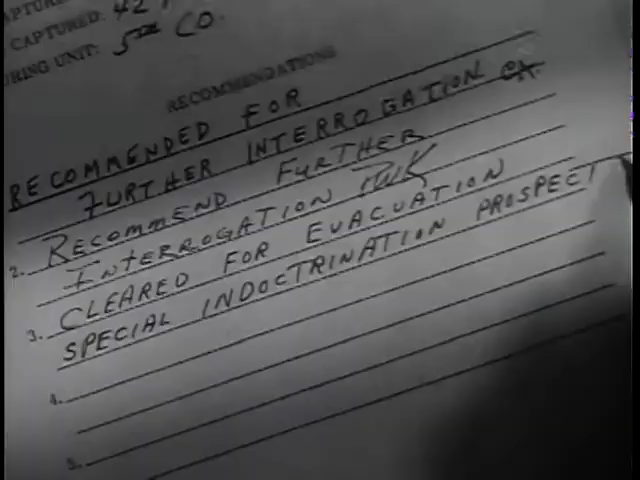 CAPTURED: 42
URING UNIT: 5TH CO.
RECOMMENDATIONS
RECOMMENDED FOR
FURTHER INTERROGATION
2. RECOMMEND FURTHER
INTERROGATION
3. CLEARED FOR EVACUATION
SPECIAL INDOCTRINATION PROSPECT
4.
5.